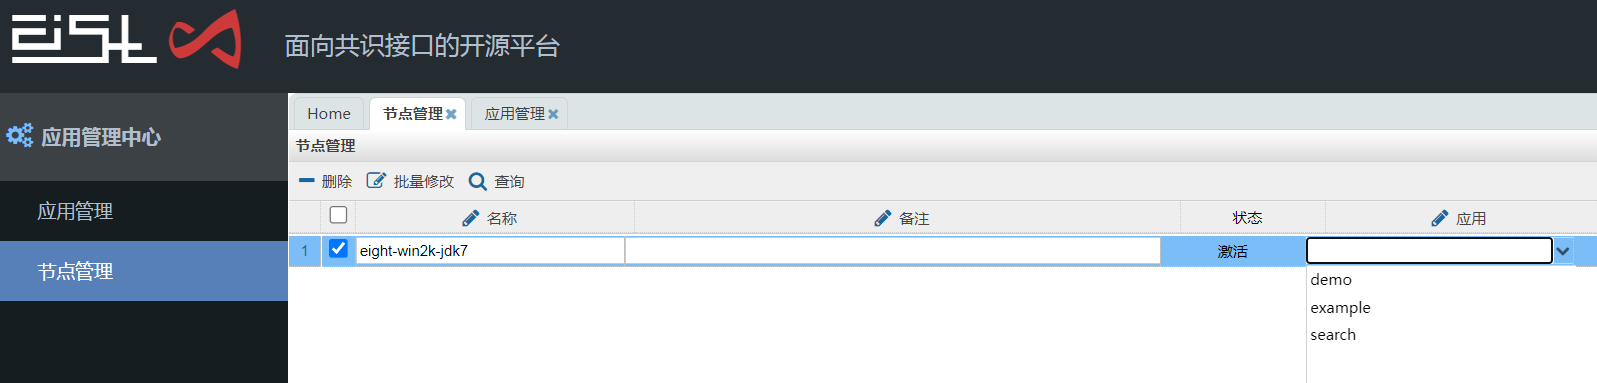 面向共识接口的开源平台
应用管理中心
应用管理
节点管理
Home 节点管理 应用管理
节点管理
删除 批量修改 查询
名称 备注 状态 应用
1 eight-win2k-jdk7 激活
demo
example
search